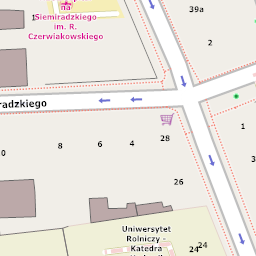 na
Siemiradzkiego
im. R.
Czerwiakowskiego
1
39a
2
radzkiego
1
28
4
6
8
0
26
Uniwersytet
Rolniczy -
Katedra
24
24